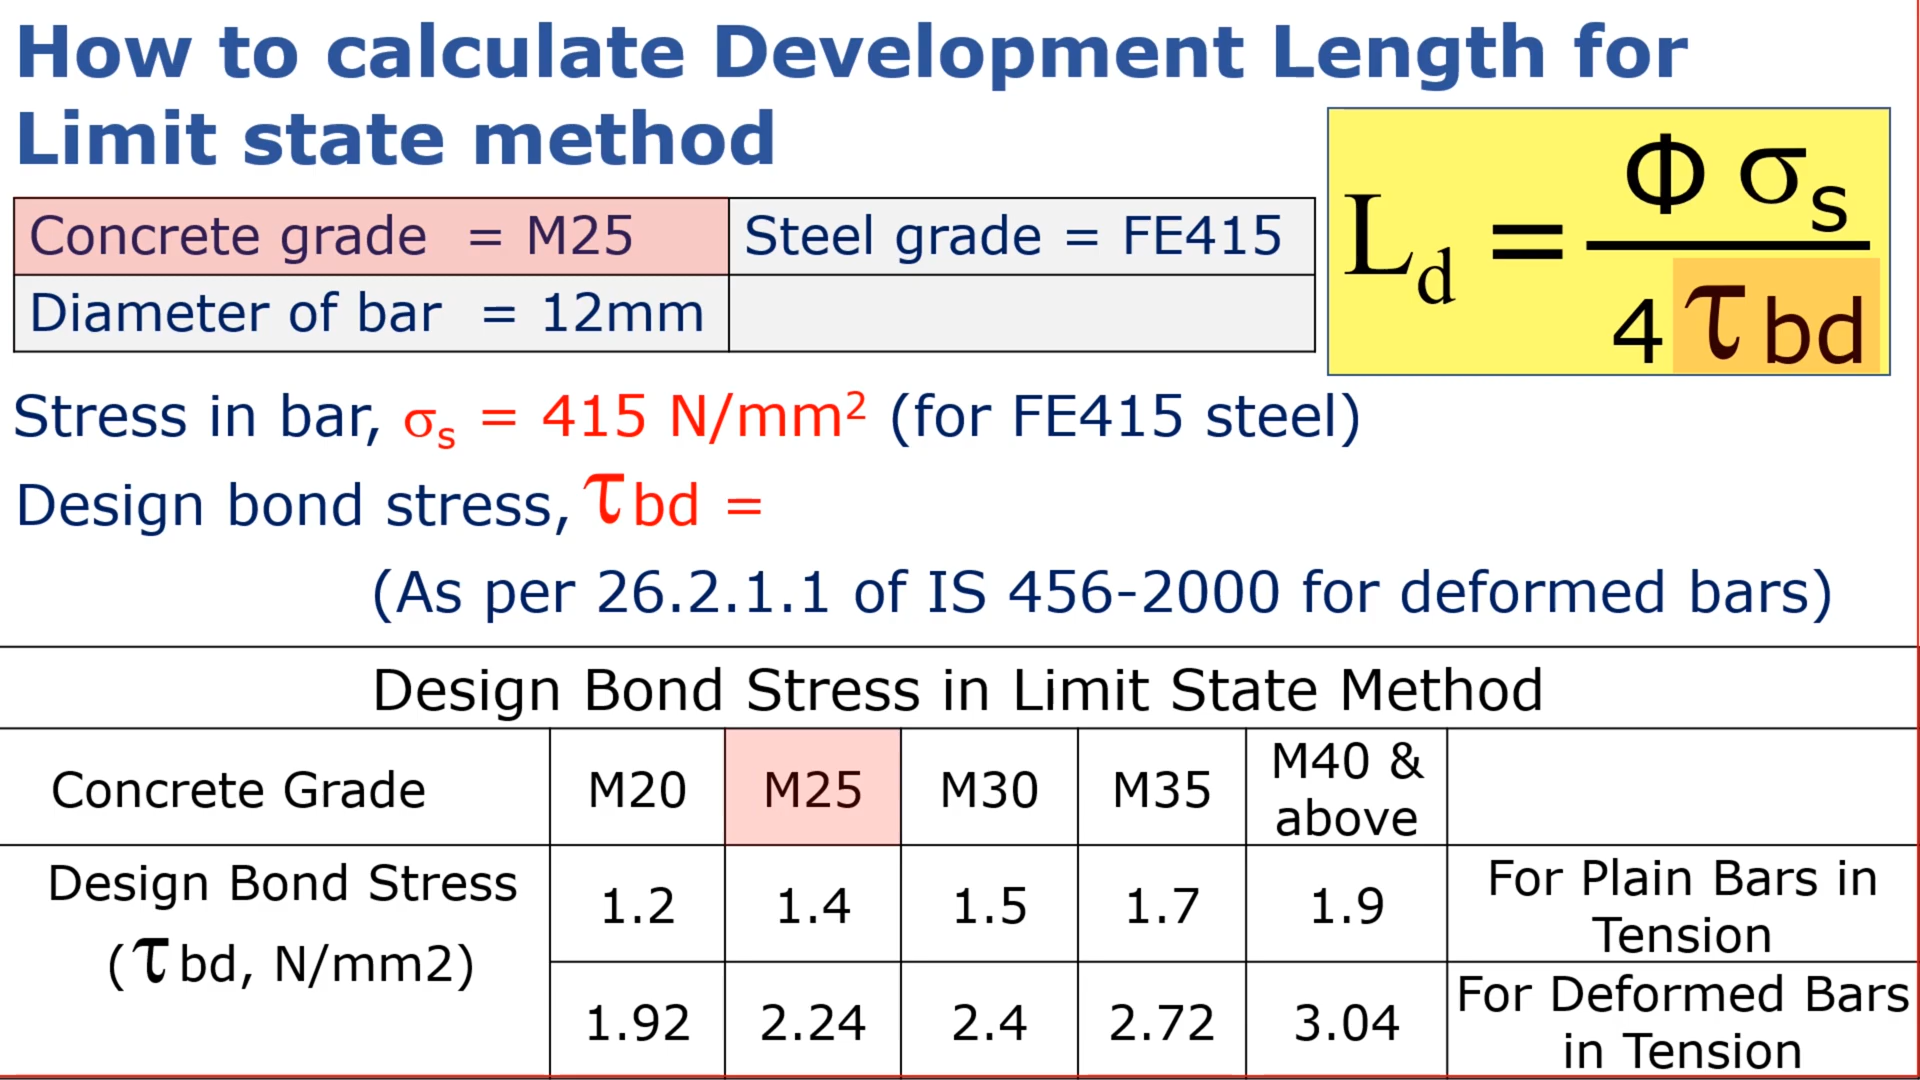 How to calculate Development Length for
Limit state method
Concrete grade = M25
Steel grade = FE415
Diameter of bar = 12mm
L_d = Φ σ_s / 4 τbd
Stress in bar, σ_s = 415 N/mm² (for FE415 steel)
Design bond stress, τbd =
(As per 26.2.1.1 of IS 456-2000 for deformed bars)
Design Bond Stress in Limit State Method
Concrete Grade M20 M25 M30 M35 M40 & above
Design Bond Stress
(τbd, N/mm2)
1.2 1.4 1.5 1.7 1.9 For Plain Bars in Tension
1.92 2.24 2.4 2.72 3.04 For Deformed Bars in Tension